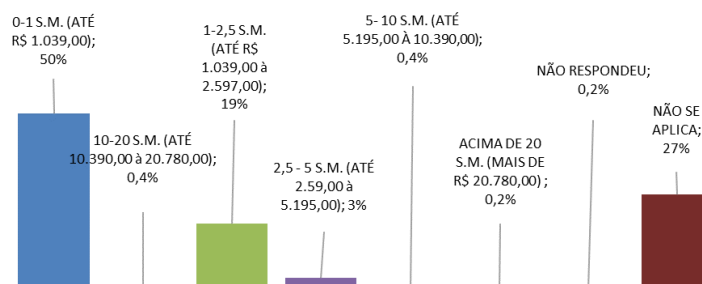 0-1 S.M. (ATÉ
R$ 1.039,00);
50%
10-20 S.M. (ATÉ
10.390,00 à 20.780,00);
0,4%
1-2,5 S.M.
(ATÉ R$
1.039,00 à
2.597,00);
19%
2,5 - 5 S.M. (ATÉ
2.59,00 à
5.195,00); 3%
5- 10 S.M. (ATÉ
5.195,00 À 10.390,00);
0,4%
ACIMA DE 20
S.M. (MAIS DE
R$ 20.780,00) ;
0,2%
NÃO RESPONDEU;
0,2%
NÃO SE
APLICA;
27%